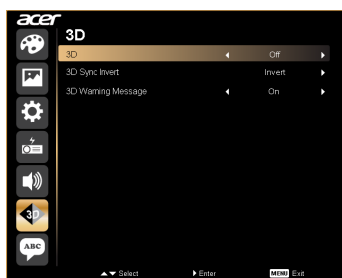 acer
3D
3D Off
3D Sync Invert Invert
3D Warning Message On
3D
ABC
Select Enter MENU Exit